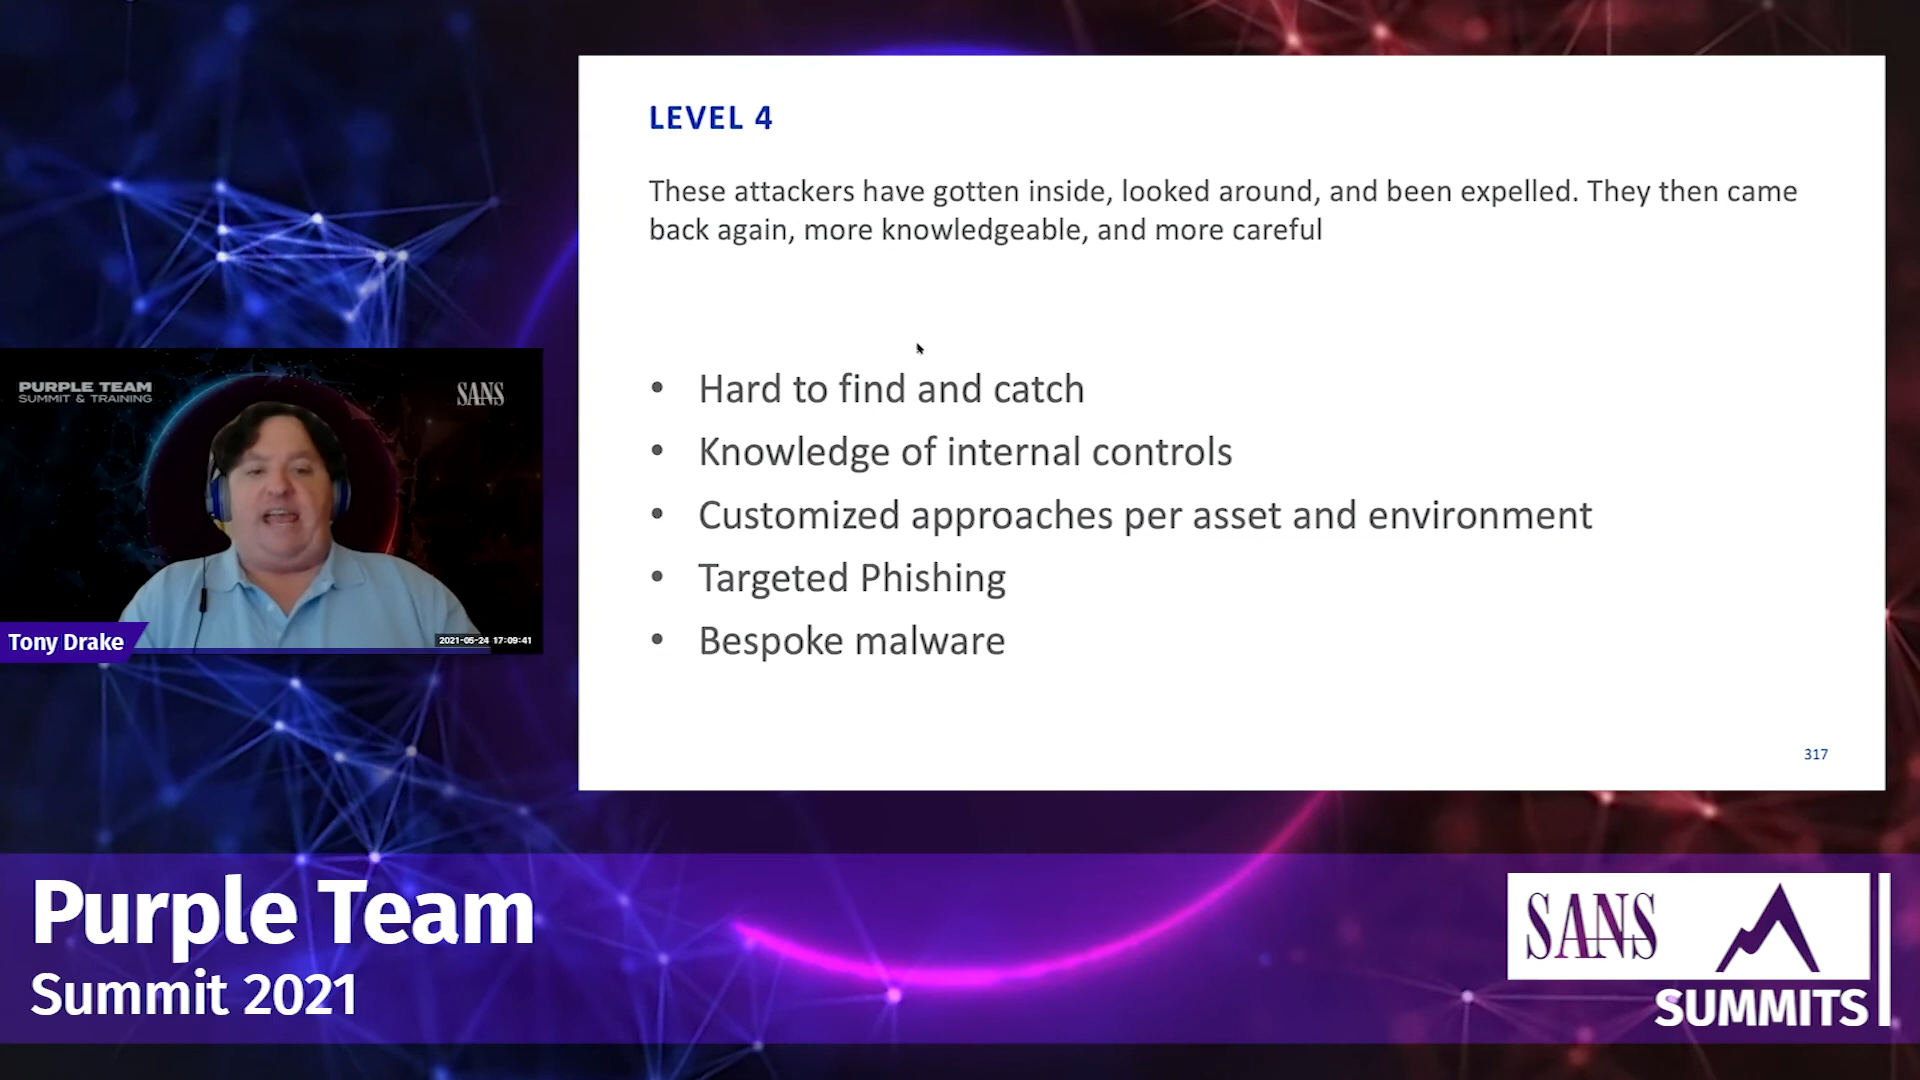 LEVEL 4
These attackers have gotten inside, looked around, and been expelled. They then came
back again, more knowledgeable, and more careful
• Hard to find and catch
• Knowledge of internal controls
• Customized approaches per asset and environment
• Targeted Phishing
• Bespoke malware
317
PURPLE TEAM
SUMMIT & TRAINING
SANS
Tony Drake
2021-05-24 17:09:41
Purple Team
Summit 2021
SANS
SUMMITS